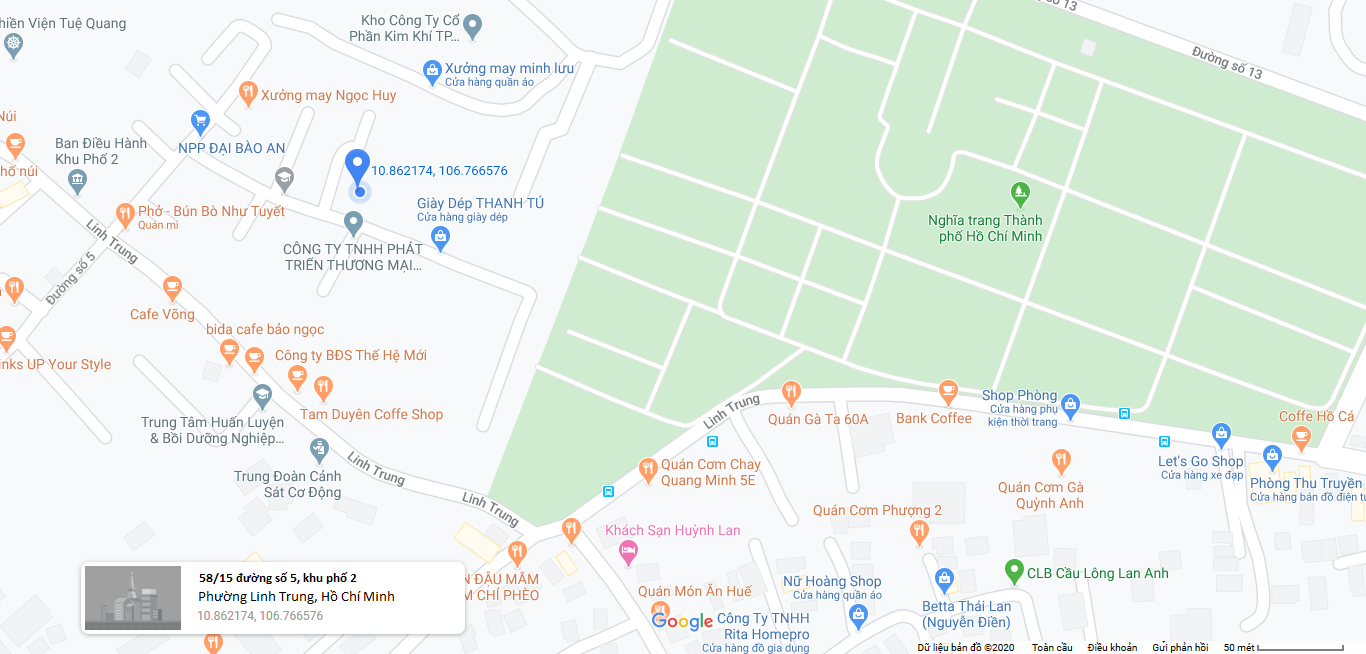 hiền Viện Tuệ Quang
Kho Công Ty Cổ
Phần Kim Khí TP...
Đường số 13
Xưởng may minh lưu
Cửa hàng quần áo
Xưởng may Ngọc Huy
Núi
hố núi
NPP ĐẠI BÀO AN
Ban Điều Hành
Khu Phố 2
10.862174, 106.766576
Phở - Bún Bò Như Tuyết
Quán mì
Giày Dép THANH TÚ
Cửa hàng giày dép
Nghĩa trang Thành
phố Hồ Chí Minh
Linh Trung
CÔNG TY TNHH PHÁT
TRIỂN THƯƠNG MẠI...
Đường số 5
Cafe Võng
bida cafe bảo ngọc
Công ty BĐS Thế Hệ Mới
inks UP Your Style
Tam Duyên Coffe Shop
Trung Tâm Huấn Luyện
& Bồi Dưỡng Nghiệp...
Linh Trung
Quán Gà Ta 60A
Bank Coffee
Shop Phòng
Cửa hàng phụ
kiện thời trang
Coffe Hồ Cá
Linh Trung
Trung Đoàn Cảnh
Sát Cơ Động
Quán Cơm Chay
Quang Minh 5E
Let's Go Shop
Cửa hàng xe đạp
Phòng Thu Truyền
Cửa hàng bán đồ điện tử
Quán Cơm Gà
Quỳnh Anh
Linh Trung
Quán Cơm Phượng 2
Khách Sạn Huỳnh Lan
58/15 đường số 5, khu phố 2
Phường Linh Trung, Hồ Chí Minh
10.862174, 106.766576
N ĐẬU MẮM
M CHÍ PHÈO
Quán Món Ăn Huế
Nữ Hoàng Shop
Cửa hàng quần áo
CLB Cầu Lông Lan Anh
Betta Thái Lan
(Nguyễn Điền)
Google
Công Ty TNHH
Rita Homepro
Cửa hàng đồ gia dụng
Dữ liệu bản đồ ©2020 Toàn cầu Điều khoản Gửi phản hồi 50 mét